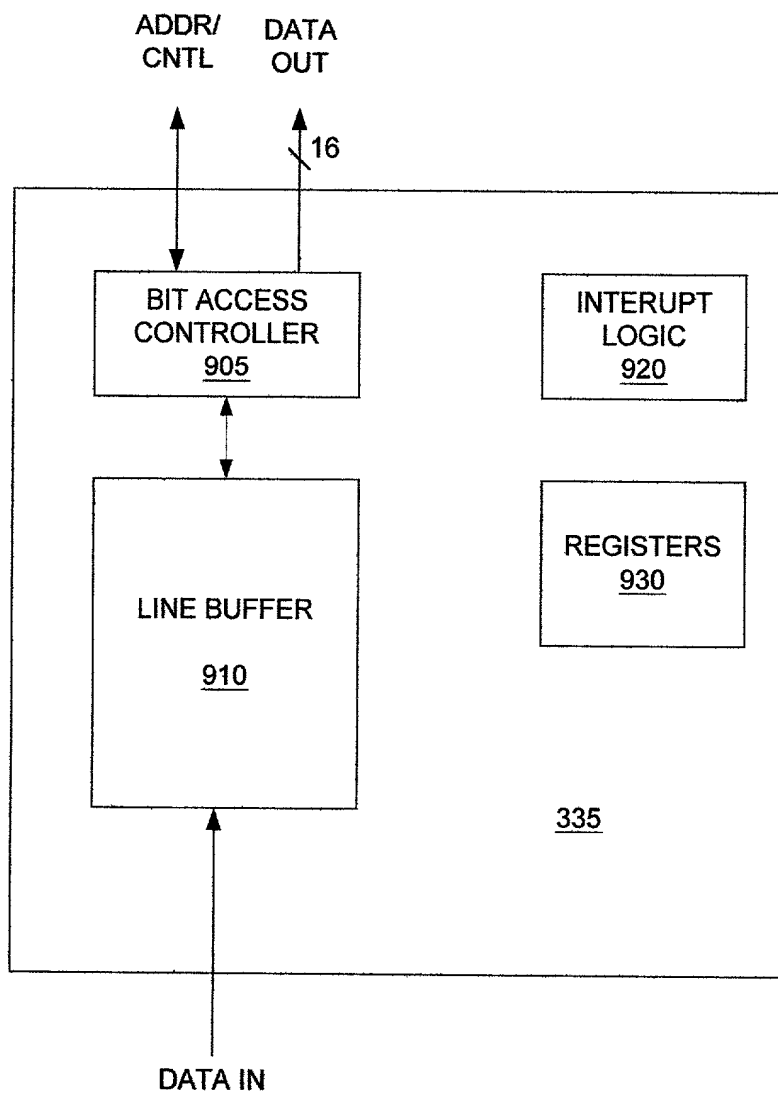 ADDR/
CNTL
DATA
OUT
16
BIT ACCESS
CONTROLLER
905
INTERUPT
LOGIC
920
LINE BUFFER
910
REGISTERS
930
335
DATA IN